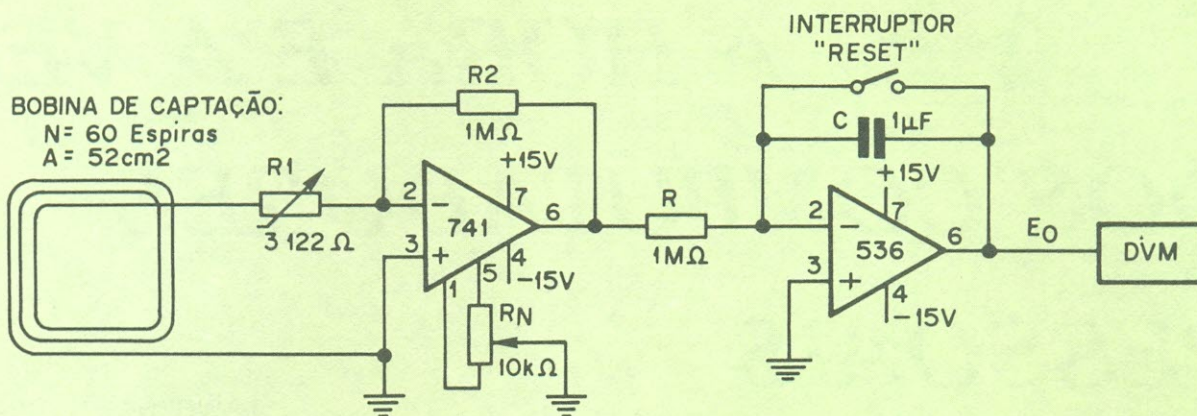 INTERRUPTOR
"RESET"
BOBINA DE CAPTAÇÃO:
N= 60 Espiras
A= 52cm2
R1
3 122 Ω
R2
1MΩ
+15V
2
7
741
6
3
4
-15V
5
1
RN
10kΩ
R
1MΩ
C
1μF
+15V
2
7
536
6
3
4
-15V
EO
DVM